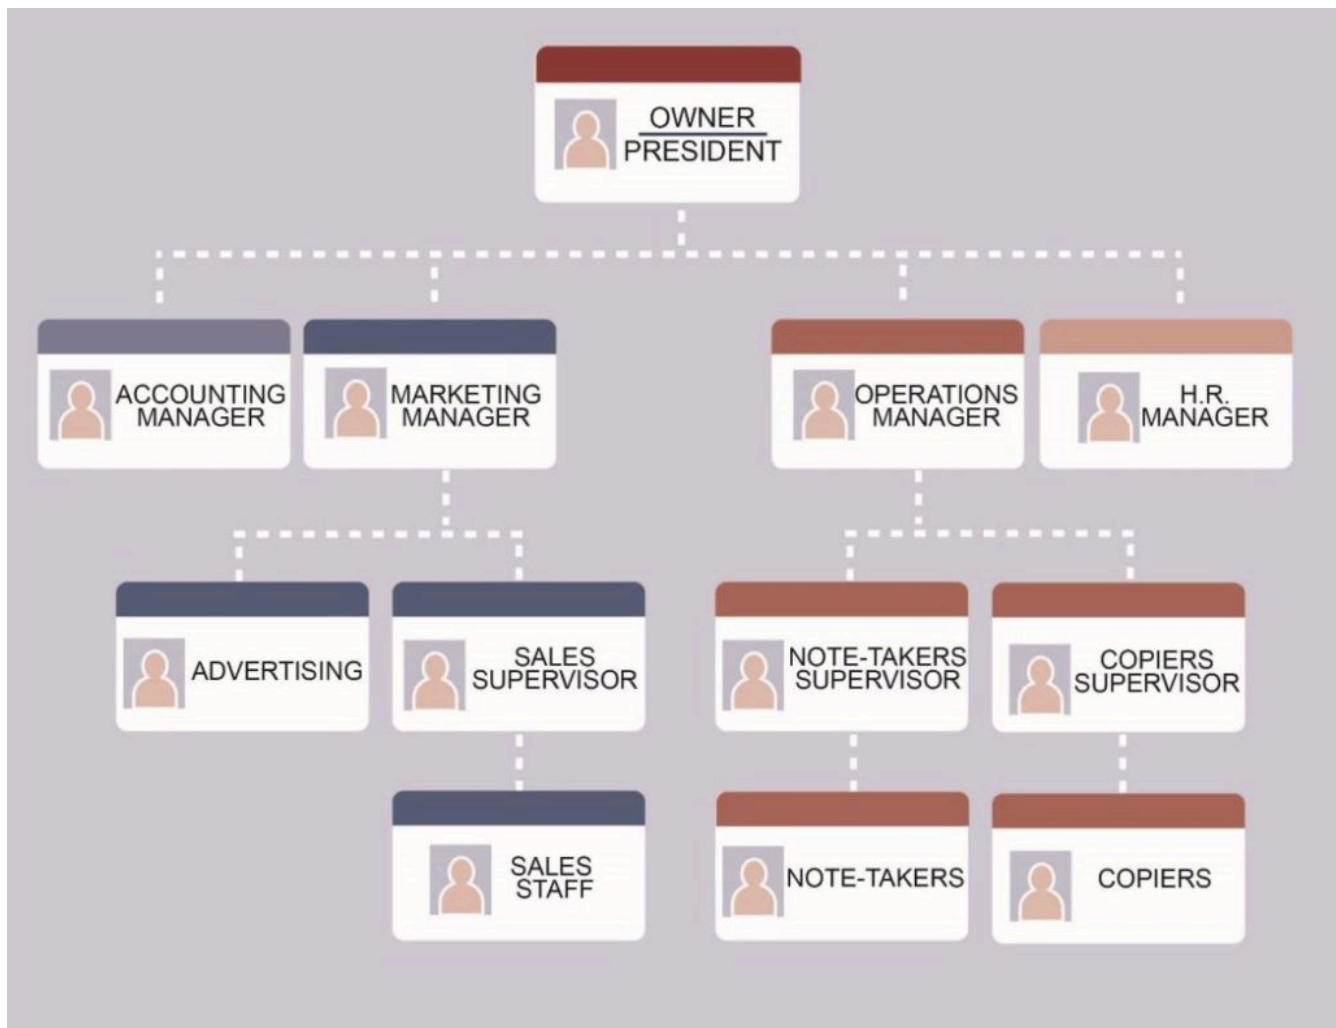 OWNER
PRESIDENT
ACCOUNTING
MANAGER
MARKETING
MANAGER
OPERATIONS
MANAGER
H.R.
MANAGER
ADVERTISING
SALES
SUPERVISOR
NOTE-TAKERS
SUPERVISOR
COPIERS
SUPERVISOR
SALES
STAFF
NOTE-TAKERS
COPIERS